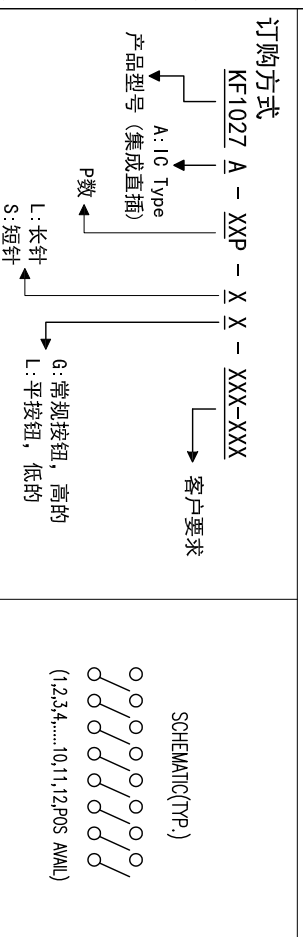 订购方式
KF1027 A - XXP - X X - XXX-XXX
产品型号
A:IC Type
(集成直插)
P数
L:长针
S:短针
G:常规按钮，高的
L:平按钮，低的
客户要求
SCHEMATIC(TYP.)
(1,2,3,4,.....10,11,12,POS AVAIL)